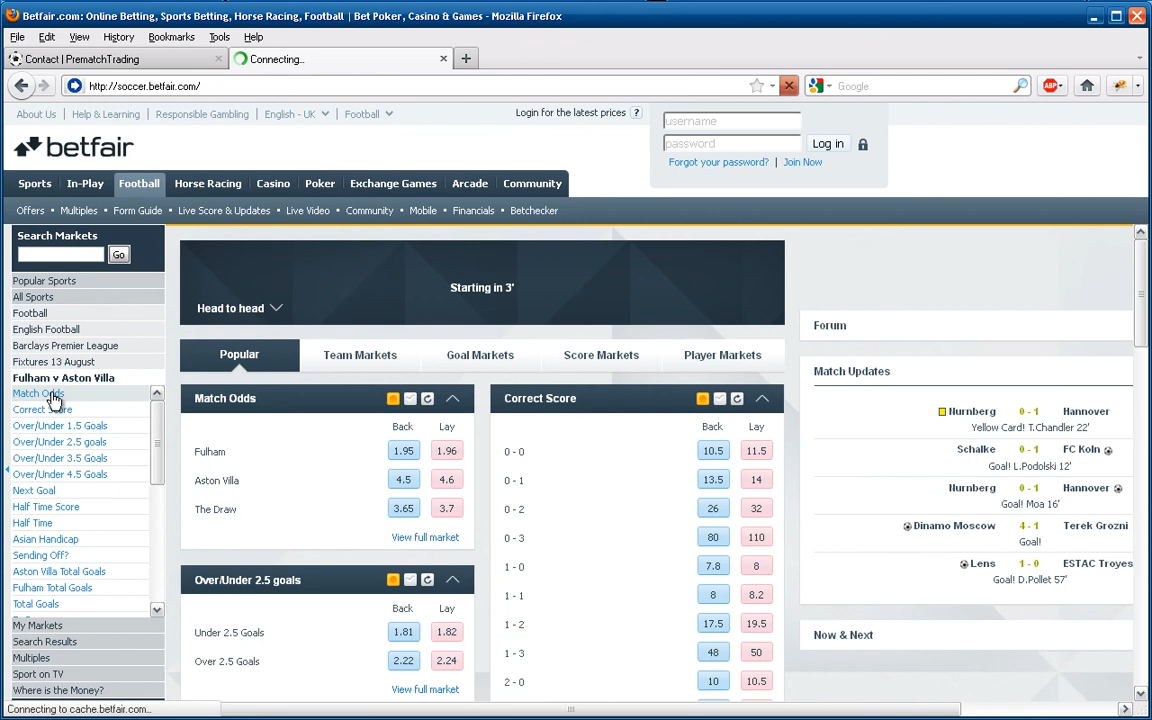 Betfair.com: Online Betting, Sports Betting, Horse Racing, Football | Bet Poker, Casino & Games - Mozilla Firefox
File Edit View History Bookmarks Tools Help
Contact | PrematchTrading
Connecting...
http://soccer.betfair.com/
Google
ABP
About Us | Help & Learning | Responsible Gambling | English - UK | Football
Login for the latest prices ?
username
password
Log in
Forgot your password? | Join Now
betfair
Sports In-Play Football Horse Racing Casino Poker Exchange Games Arcade Community
Offers Multiples Form Guide Live Score & Updates Live Video Community Mobile Financials Betchecker
Search Markets
Go
Popular Sports
All Sports
Football
English Football
Barclays Premier League
Fixtures 13 August
Fulham v Aston Villa
Match Odds
Correct Score
Over/Under 1.5 Goals
Over/Under 2.5 goals
Over/Under 3.5 Goals
Over/Under 4.5 Goals
Next Goal
Half Time Score
Half Time
Asian Handicap
Sending Off?
Aston Villa Total Goals
Fulham Total Goals
Total Goals
My Markets
Search Results
Multiples
Sport on TV
Where is the Money?
Starting in 3'
Head to head
Popular Team Markets Goal Markets Score Markets Player Markets
Match Odds
Back Lay
Fulham 1.95 1.96
Aston Villa 4.5 4.6
The Draw 3.65 3.7
View full market
Over/Under 2.5 goals
Back Lay
Under 2.5 Goals 1.81 1.82
Over 2.5 Goals 2.22 2.24
View full market
Correct Score
Back Lay
0 - 0 10.5 11.5
0 - 1 13.5 14
0 - 2 26 32
0 - 3 80 110
1 - 0 7.8 8
1 - 1 8 8.2
1 - 2 17.5 19.5
1 - 3 48 50
2 - 0 10 10.5
Forum
Match Updates
Nurnberg 0 - 1 Hannover
Yellow Card! T.Chandler 22'
Schalke 0 - 1 FC Koln
Goal! L.Podolski 12'
Nurnberg 0 - 1 Hannover
Goal! Moa 16'
Dinamo Moscow 4 - 1 Terek Grozni
Goal!
Lens 1 - 0 ESTAC Troyes
Goal! D.Pollet 57'
Now & Next
Connecting to cache.betfair.com...